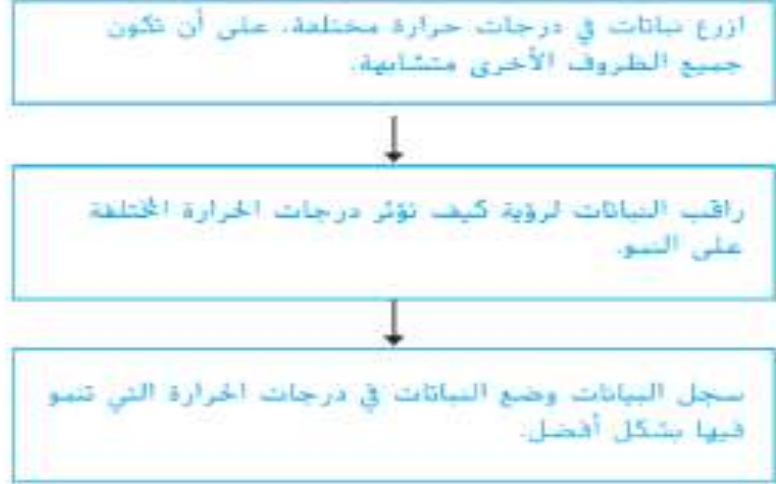 ازرع نباتات في درجات حرارة مختلفة، على أن تكون
جميع الظروف الأخرى متشابهة.
راقب النباتات لرؤية كيف تؤثر درجات الحرارة المختلفة
على النمو.
سجل البيانات وضع النباتات في درجات الحرارة التي تنمو
فيها بشكل أفضل.